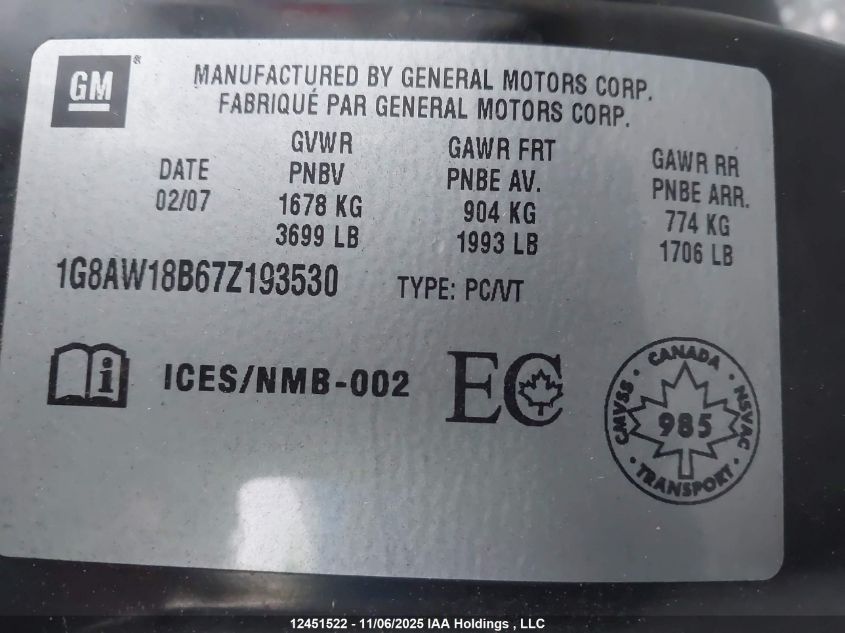 GM
MANUFACTURED BY GENERAL MOTORS CORP.
FABRIQUÉ PAR GENERAL MOTORS CORP.
DATE
02/07
GVWR
PNBV
1678 KG
3699 LB
GAWR FRT
PNBE AV.
904 KG
1993 LB
GAWR RR
PNBE ARR.
774 KG
1706 LB
1G8AW18B67Z193530
TYPE: PC/VT
i
ICES/NMB-002
EC
CANADA
CMVSS
985
NSVAC
TRANSPORT
12451522 - 11/06/2025 IAA Holdings , LLC